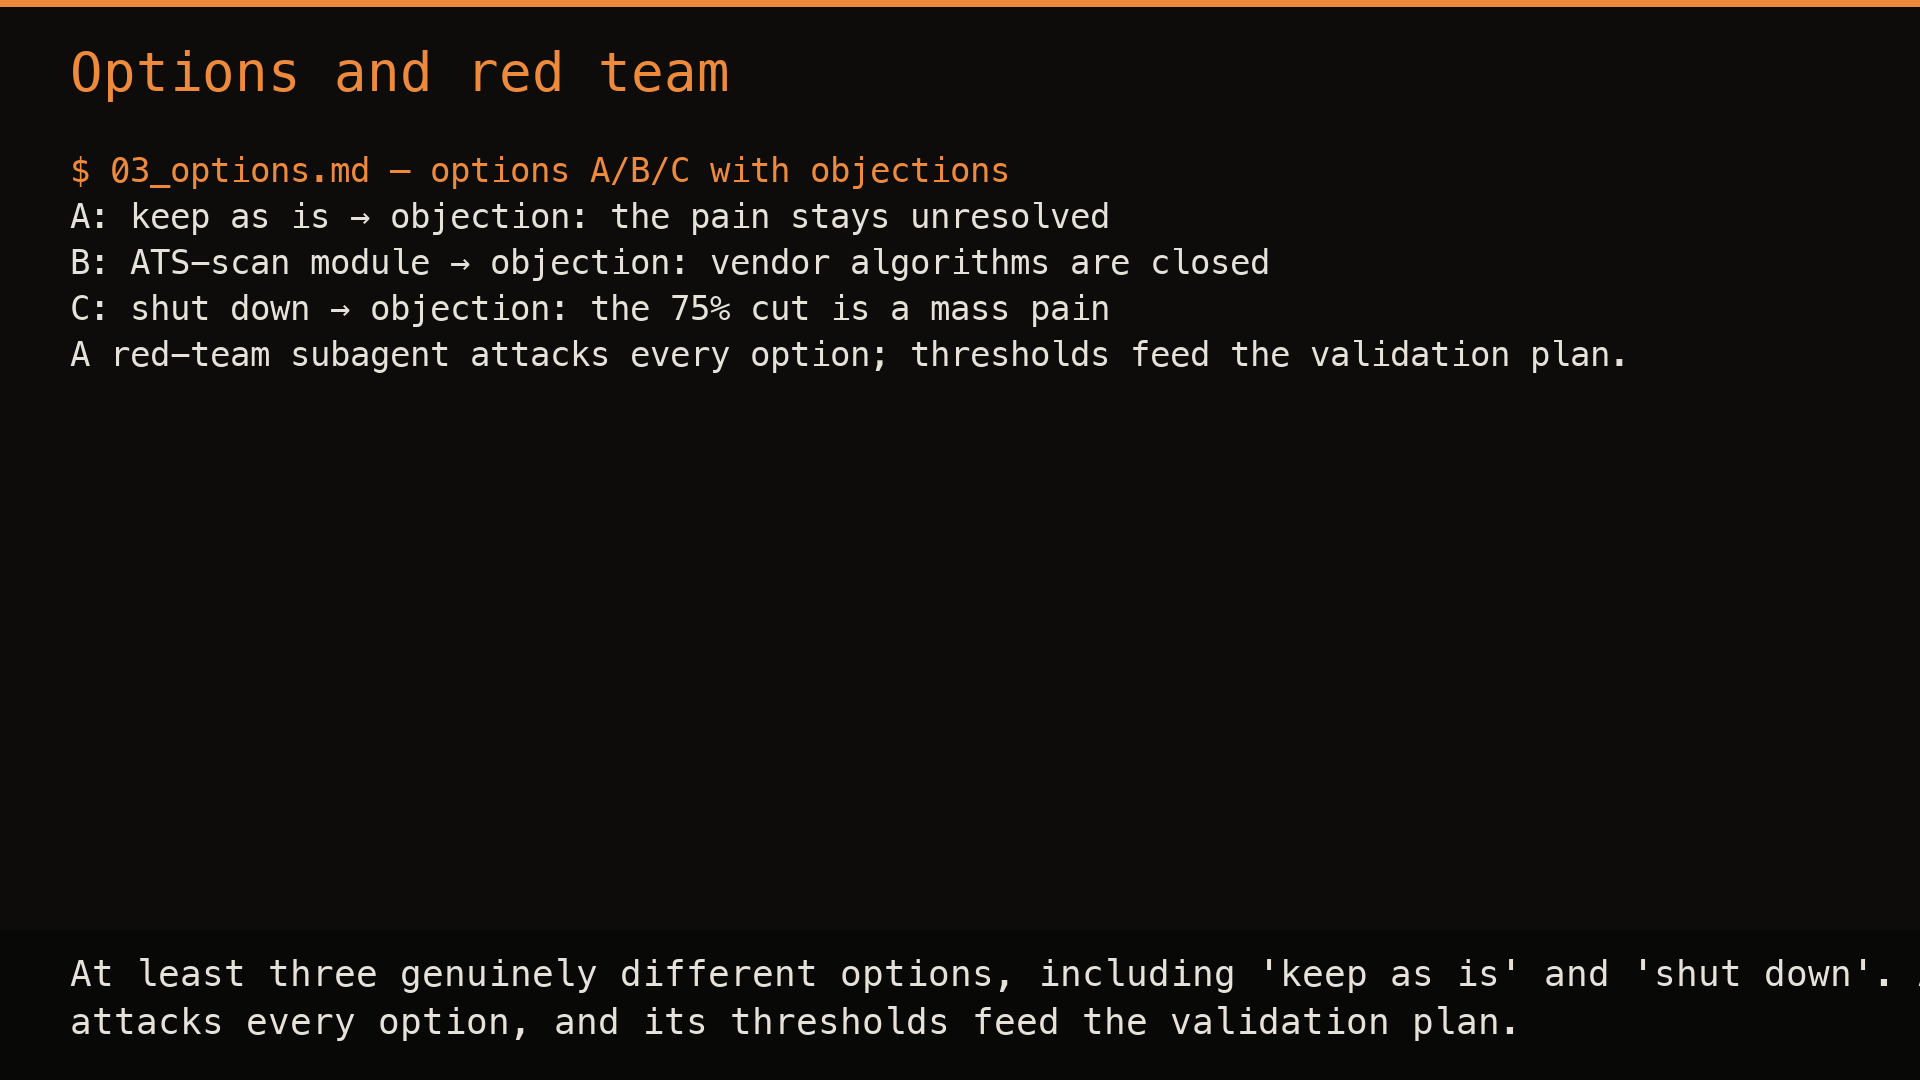 Options and red team
$ 03_options.md — options A/B/C with objections
A: keep as is → objection: the pain stays unresolved
B: ATS-scan module → objection: vendor algorithms are closed
C: shut down → objection: the 75% cut is a mass pain
A red-team subagent attacks every option; thresholds feed the validation plan.
At least three genuinely different options, including 'keep as is' and 'shut down'.
attacks every option, and its thresholds feed the validation plan.